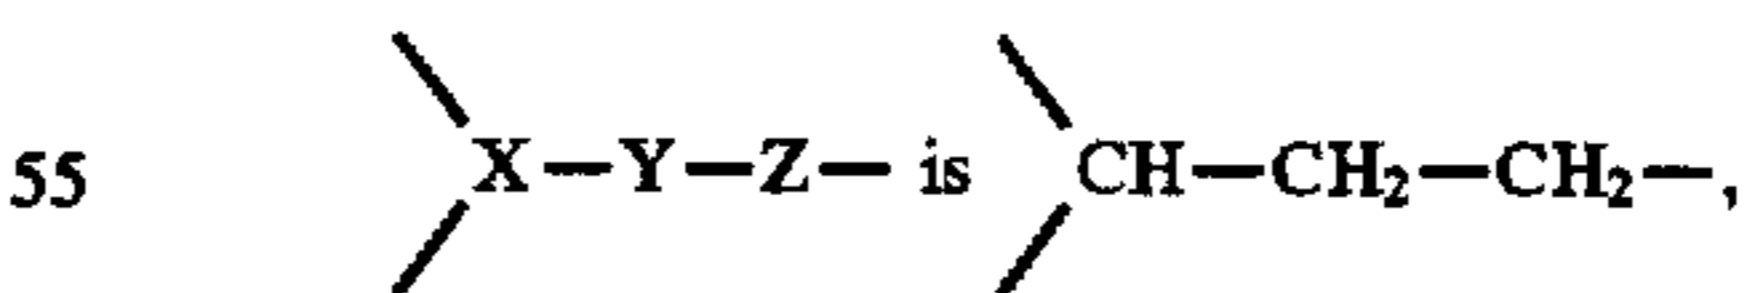 55 X—Y—Z— is CH—CH₂—CH₂—,